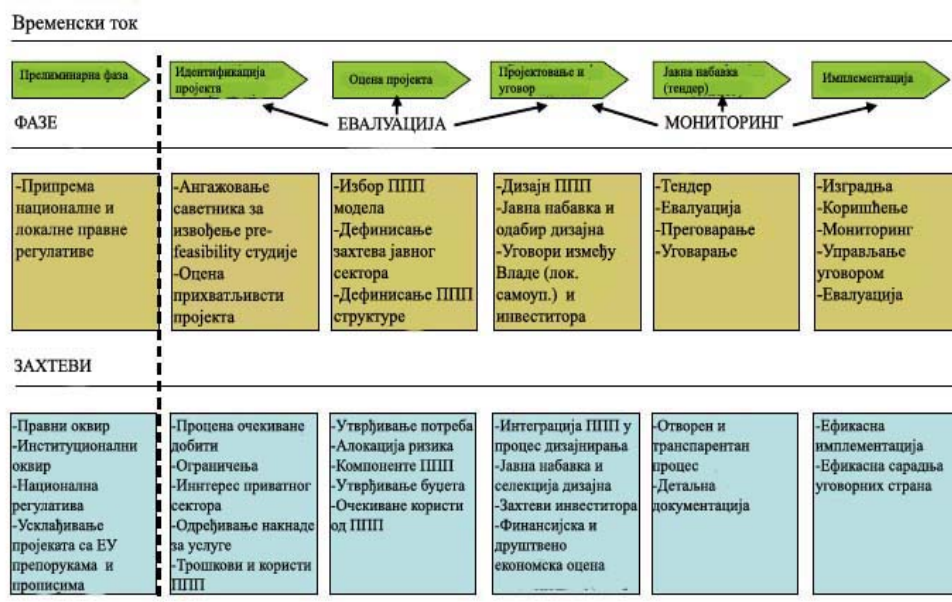 Временски ток
Прелиминарна фаза
Идентификација
пројекта
Оцена пројекта
Пројектовање и
уговор
Јавна набавка
(тендер)
Имплементација
ФАЗЕ
ЕВАЛУАЦИЈА
МОНИТОРИНГ
-Припрема
националне и
локалне правне
регулативе
-Ангажовање
саветника за
извођење pre-
feasibility студије
-Оцена
прихватљивсти
пројекта
-Избор ППП
модела
-Дефинисање
захтева јавног
сектора
-Дефинисање ППП
структуре
-Дизајн ППП
-Јавна набавка и
одабир дизајна
-Уговори између
Владе (лок.
самоуп.) и
инвеститора
-Тендер
-Евалуација
-Преговарање
-Уговарање
-Изградња
-Коришћење
-Мониторинг
-Управљање
уговором
-Евалуација
ЗАХТЕВИ
-Правни оквир
-Институционални
оквир
-Национална
регулатива
-Усклађивање
пројеката са ЕУ
препорукама и
прописима
-Процена очекиване
добити
-Ограничења
-Иннтерес приватног
сектора
-Одређивање накнаде
за услуге
-Трошкови и користи
ППП
-Утврђивање потреба
-Алокација ризика
-Компоненте ППП
-Утврђивање буџета
-Очекиване користи
од ППП
-Интеграција ППП у
процес дизајнирања
-Јавна набавка и
селекција дизајна
-Захтеви инвеститора
-Финансијска и
друштвено
економска оцена
-Отворен и
транспарентан
процес
-Детаљна
документација
-Ефикасна
имплементација
-Ефикасна сарадња
уговорних страна